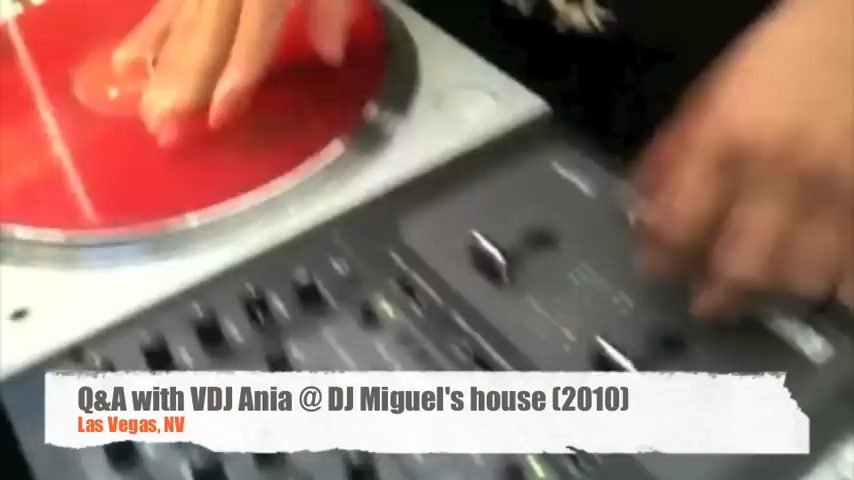 Q&A with VDJ Ania @ DJ Miguel's house (2010)
Las Vegas, NV